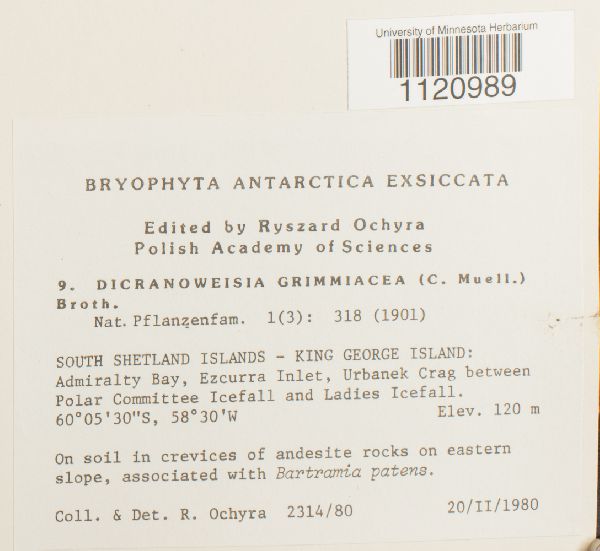 University of Minnesota Herbarium
1120989
BRYOPHYTA ANTARCTICA EXSICCATA
Edited by Ryszard Ochyra
Polish Academy of Sciences
9. DICRANOWEISIA GRIMMIACEA (C. Muell.)
Broth.
Nat. Pflanzenfam. 1(3): 318 (1901)
SOUTH SHETLAND ISLANDS - KING GEORGE ISLAND:
Admiralty Bay, Ezcurra Inlet, Urbanek Crag between
Polar Committee Icefall and Ladies Icefall.
60°05'30"S, 58°30'W Elev. 120 m
On soil in crevices of andesite rocks on eastern
slope, associated with Bartramia patens.
Coll. & Det. R. Ochyra 2314/80 20/II/1980